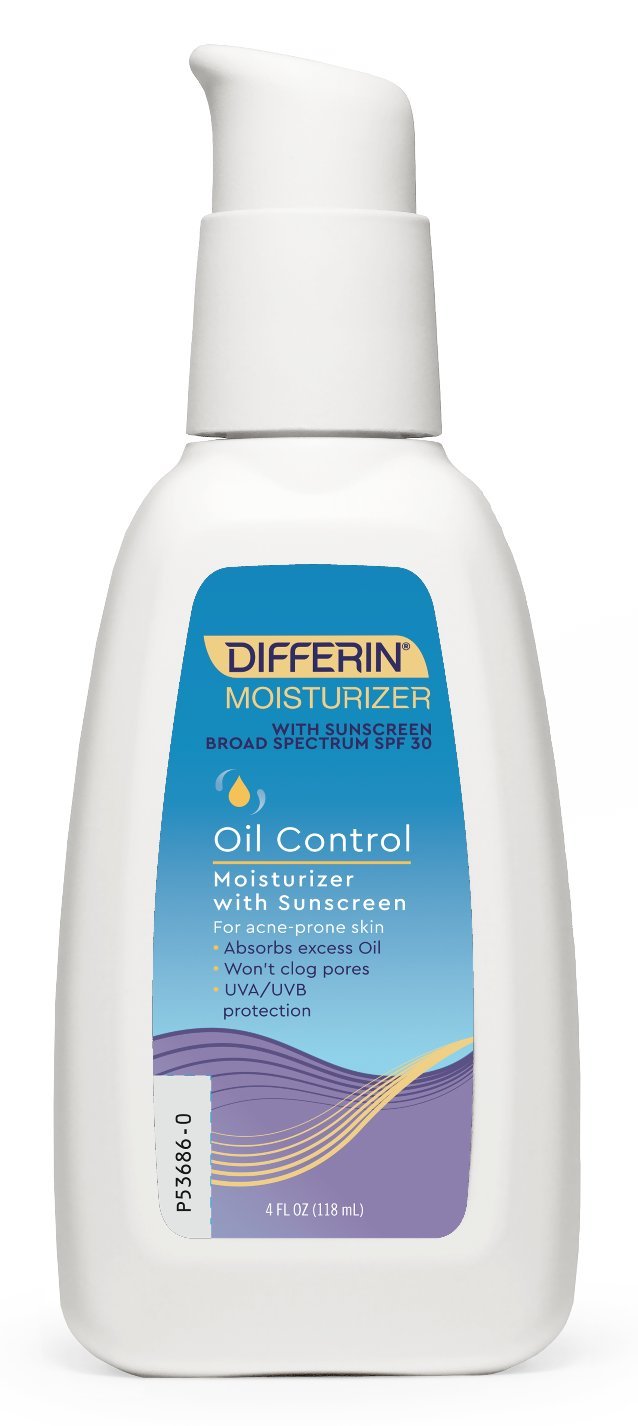 DIFFERIN®
MOISTURIZER
WITH SUNSCREEN
BROAD SPECTRUM SPF 30
Oil Control
Moisturizer
with Sunscreen
For acne-prone skin
• Absorbs excess Oil
• Won't clog pores
• UVA/UVB
protection
P53686-0
4 FL OZ (118 mL)